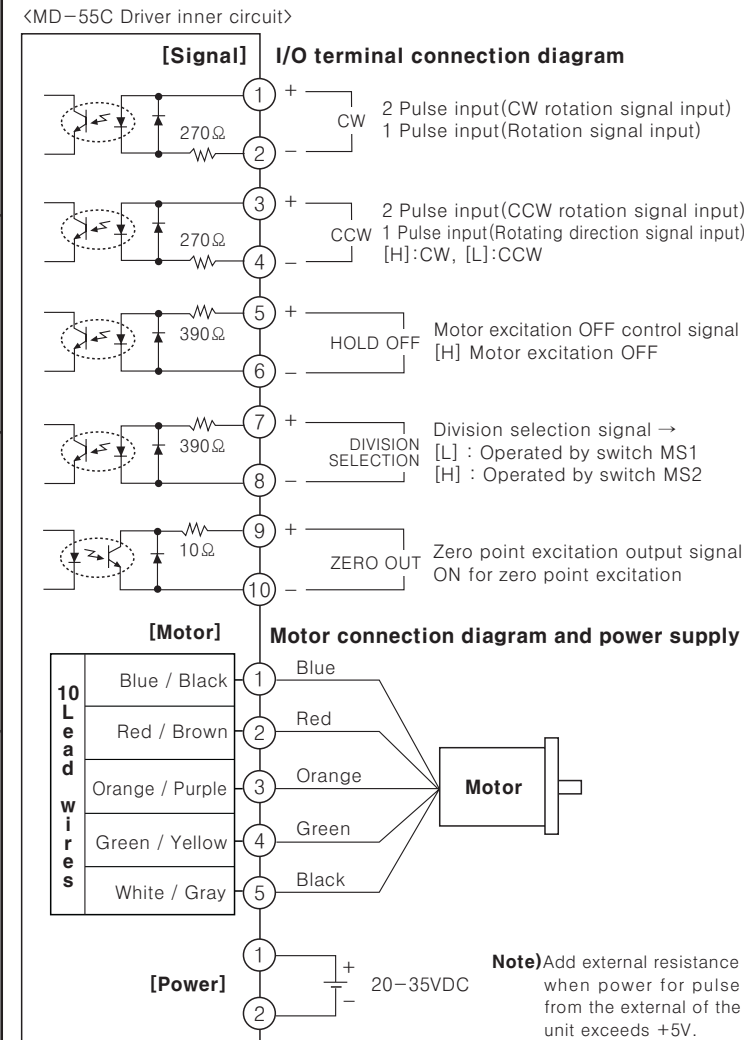 <MD-55C Driver inner circuit>
[Signal] I/O terminal connection diagram
1 +
CW
2 Pulse input(CW rotation signal input)
1 Pulse input(Rotation signal input)
270Ω
2 −
3 +
CCW
2 Pulse input(CCW rotation signal input)
1 Pulse input(Rotating direction signal input)
[H]:CW, [L]:CCW
270Ω
4 −
5 +
390Ω
HOLD OFF
Motor excitation OFF control signal
[H] Motor excitation OFF
6 −
7 +
390Ω
DIVISION
SELECTION
Division selection signal →
[L] : Operated by switch MS1
[H] : Operated by switch MS2
8 −
9 +
10Ω
ZERO OUT
Zero point excitation output signal
ON for zero point excitation
10 −
[Motor] Motor connection diagram and power supply
10 Lead wires
Blue / Black 1 Blue
Red / Brown 2 Red
Orange / Purple 3 Orange
Green / Yellow 4 Green
White / Gray 5 Black
Motor
[Power]
1 +
20−35VDC
2 −
Note)Add external resistance
when power for pulse
from the external of the
unit exceeds +5V.